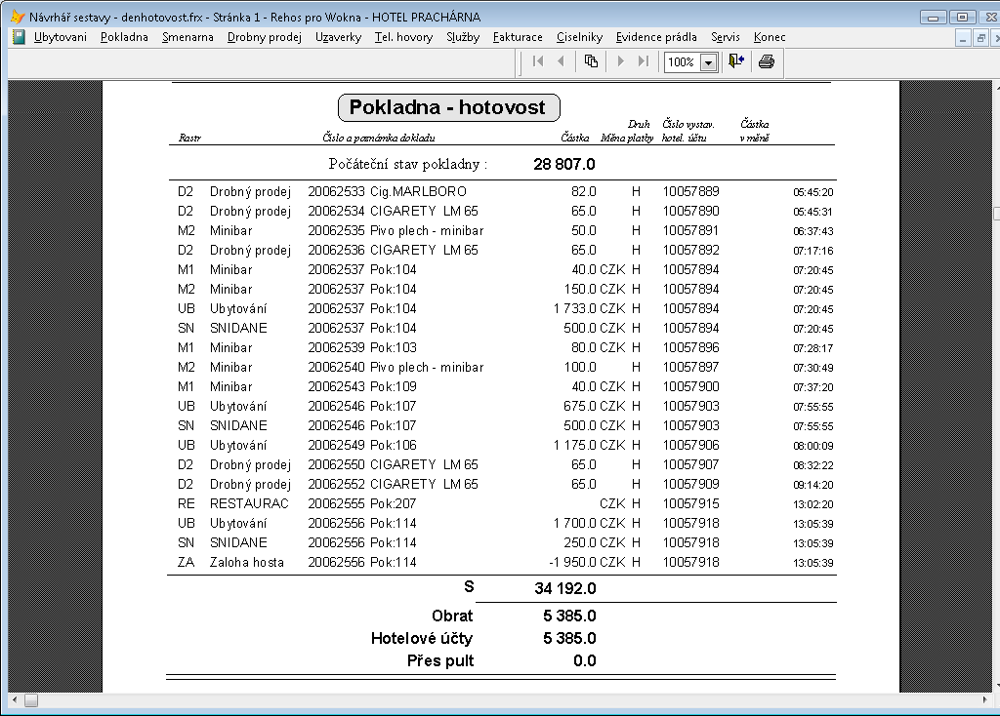 Návrhář sestavy - denhotovost.frx - Stránka 1 - Rehos pro Wokna - HOTEL PRACHÁRNA
Ubytovani Pokladna Smenarna Drobny prodej Uzaverky Tel. hovory Služby Fakturace Ciselniky Evidence prádla Servis Konec
100%
Pokladna - hotovost
Rastr Číslo a poznámka dokladu Částka Měna Druh platby Číslo vystav. hotel. účtu Částka v měně
Počáteční stav pokladny : 28 807.0
D2 Drobný prodej 20062533 Cig.MARLBORO 82.0 H 10057889 05:45:20
D2 Drobný prodej 20062534 CIGARETY LM 65 65.0 H 10057890 05:45:31
M2 Minibar 20062535 Pivo plech - minibar 50.0 H 10057891 06:37:43
D2 Drobný prodej 20062536 CIGARETY LM 65 65.0 H 10057892 07:17:16
M1 Minibar 20062537 Pok:104 40.0 CZK H 10057894 07:20:45
M2 Minibar 20062537 Pok:104 150.0 CZK H 10057894 07:20:45
UB Ubytování 20062537 Pok:104 1 733.0 CZK H 10057894 07:20:45
SN SNIDANE 20062537 Pok:104 500.0 CZK H 10057894 07:20:45
M1 Minibar 20062539 Pok:103 80.0 CZK H 10057896 07:28:17
M2 Minibar 20062540 Pivo plech - minibar 100.0 H 10057897 07:30:49
M1 Minibar 20062543 Pok:109 40.0 CZK H 10057900 07:37:20
UB Ubytování 20062546 Pok:107 675.0 CZK H 10057903 07:55:55
SN SNIDANE 20062546 Pok:107 500.0 CZK H 10057903 07:55:55
UB Ubytování 20062549 Pok:106 1 175.0 CZK H 10057906 08:00:09
D2 Drobný prodej 20062550 CIGARETY LM 65 65.0 H 10057907 08:32:22
D2 Drobný prodej 20062552 CIGARETY LM 65 65.0 H 10057909 09:14:20
RE RESTAURAC 20062555 Pok:207 CZK H 10057915 13:02:20
UB Ubytování 20062556 Pok:114 1 700.0 CZK H 10057918 13:05:39
SN SNIDANE 20062556 Pok:114 250.0 CZK H 10057918 13:05:39
ZA Zaloha hosta 20062556 Pok:114 -1 950.0 CZK H 10057918 13:05:39
S 34 192.0
Obrat 5 385.0
Hotelové účty 5 385.0
Přes pult 0.0